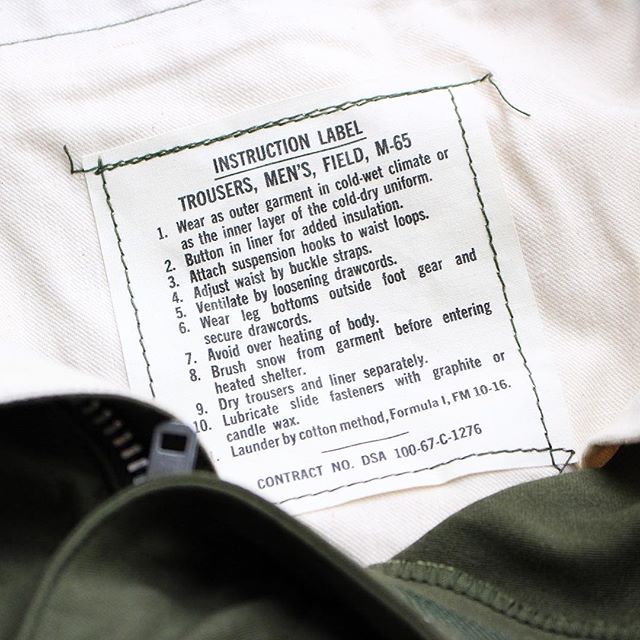 INSTRUCTION LABEL
TROUSERS, MEN'S, FIELD, M-65
1. Wear as outer garment in cold-wet climate or
as the inner layer of the cold-dry uniform.
2. Button in liner for added insulation.
3. Attach suspension hooks to waist loops.
4. Adjust waist by buckle straps.
5. Ventilate by loosening drawcords.
6. Wear leg bottoms outside foot gear and
secure drawcords.
7. Avoid over heating of body.
8. Brush snow from garment before entering
heated shelter.
9. Dry trousers and liner separately.
10. Lubricate slide fasteners with graphite or
candle wax.
Launder by cotton method, Formula I, FM 10-16.
CONTRACT NO. DSA 100-67-C-1276